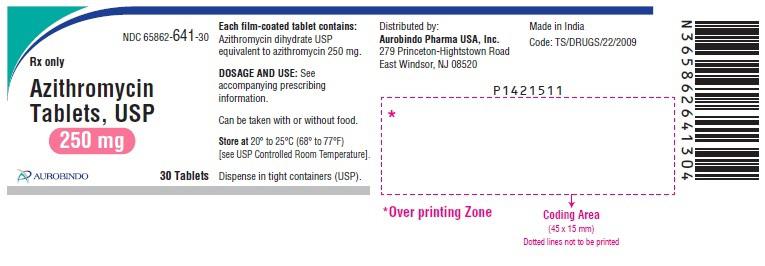 NDC 65862-641-30
Rx only
Azithromycin
Tablets, USP
250 mg
AUROBINDO
30 Tablets
Each film-coated tablet contains:
Azithromycin dihydrate USP
equivalent to azithromycin 250 mg.
DOSAGE AND USE: See
accompanying prescribing
information.
Can be taken with or without food.
Store at 20° to 25°C (68° to 77°F)
[see USP Controlled Room Temperature].
Dispense in tight containers (USP).
Distributed by:
Aurobindo Pharma USA, Inc.
279 Princeton-Hightstown Road
East Windsor, NJ 08520
Made in India
Code: TS/DRUGS/22/2009
P1421511
*
*Over printing Zone
Coding Area
(45 x 15 mm)
Dotted lines not to be printed
N365862641304